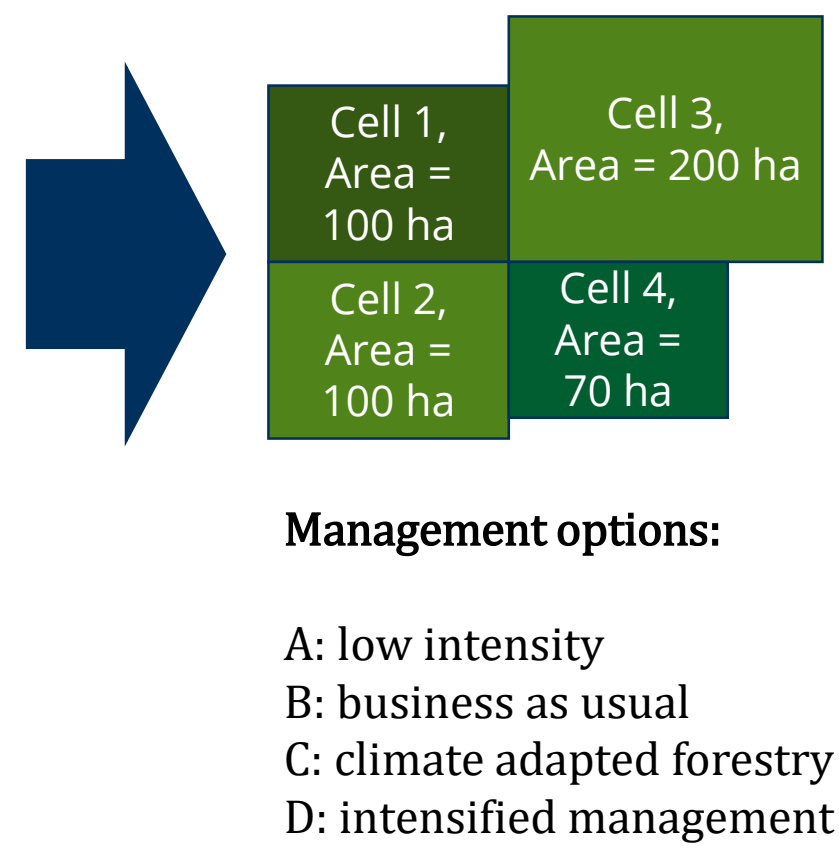 Cell 1,
Area =
100 ha
Cell 3,
Area = 200 ha
Cell 2,
Area =
100 ha
Cell 4,
Area =
70 ha
Management options:
A: low intensity
B: business as usual
C: climate adapted forestry
D: intensified management